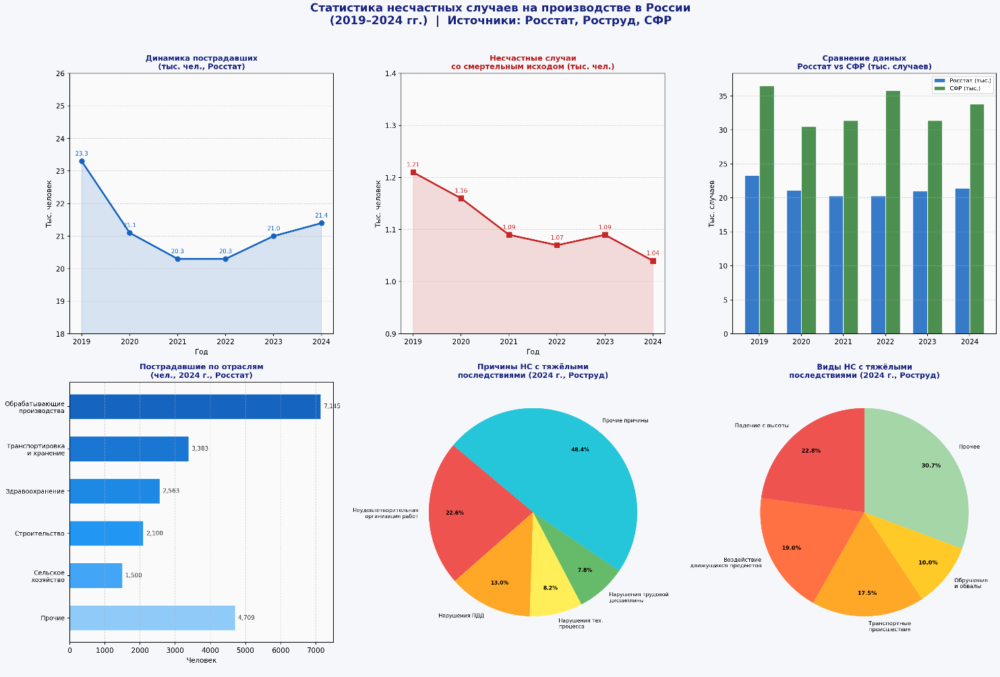 Статистика несчастных случаев на производстве в России
(2019–2024 гг.)  |  Источники: Росстат, Роструд, СФР
Динамика пострадавших
(тыс. чел., Росстат)
Тыс. человек
26
25
24
23
22
21
20
19
18
23.3
21.1
20.3
20.3
21.0
21.4
2019
2020
2021
2022
2023
2024
Год
Несчастные случаи
со смертельным исходом (тыс. чел.)
Тыс. человек
1.4
1.3
1.2
1.1
1.0
0.9
1.21
1.16
1.09
1.07
1.09
1.04
2019
2020
2021
2022
2023
2024
Год
Сравнение данных
Росстат vs СФР (тыс. случаев)
Росстат (тыс.)
СФР (тыс.)
Тыс. случаев
35
30
25
20
15
10
5
0
2019
2020
2021
2022
2023
2024
Пострадавшие по отраслям
(чел., 2024 г., Росстат)
Обрабатывающие
производства
7,145
Транспортировка
и хранение
3,383
Здравоохранение
2,563
Строительство
2,100
Сельское
хозяйство
1,500
Прочие
4,709
0
1000
2000
3000
4000
5000
6000
7000
Человек
Причины НС с тяжёлыми
последствиями (2024 г., Роструд)
Прочие причины
48.4%
Неудовлетворительная
организация работ
22.6%
Нарушения ПДД
13.0%
Нарушения тех.
процесса
8.2%
Нарушения трудовой
дисциплины
7.8%
Виды НС с тяжёлыми
последствиями (2024 г., Роструд)
Падение с высоты
22.8%
Воздействие
движущихся предметов
19.0%
Транспортные
происшествия
17.5%
Обрушения
и обвалы
10.0%
Прочее
30.7%